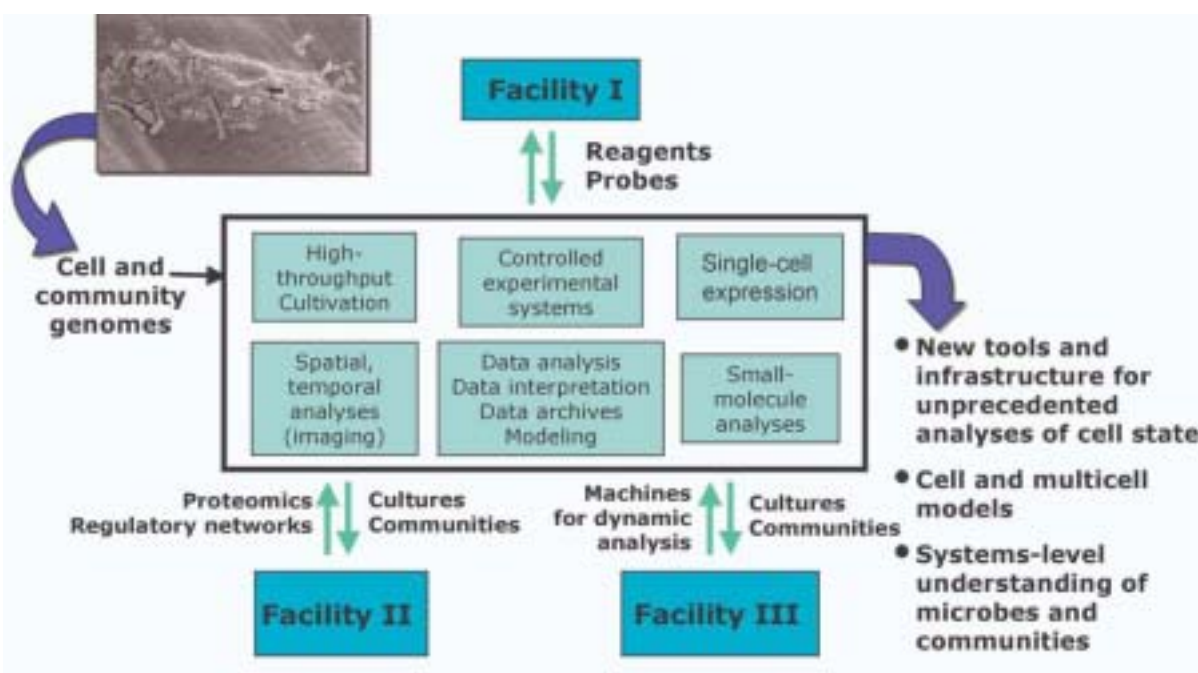 Facility I
Reagents
Probes
Cell and
community
genomes
High-
throughput
Cultivation
Controlled
experimental
systems
Single-cell
expression
Spatial,
temporal
analyses
(imaging)
Data analysis
Data interpretation
Data archives
Modeling
Small-
molecule
analyses
Proteomics
Regulatory networks
Cultures
Communities
Machines
for dynamic
analysis
Cultures
Communities
Facility II
Facility III
• New tools and
infrastructure for
unprecedented
analyses of cell state
• Cell and multicell
models
• Systems-level
understanding of
microbes and
communities